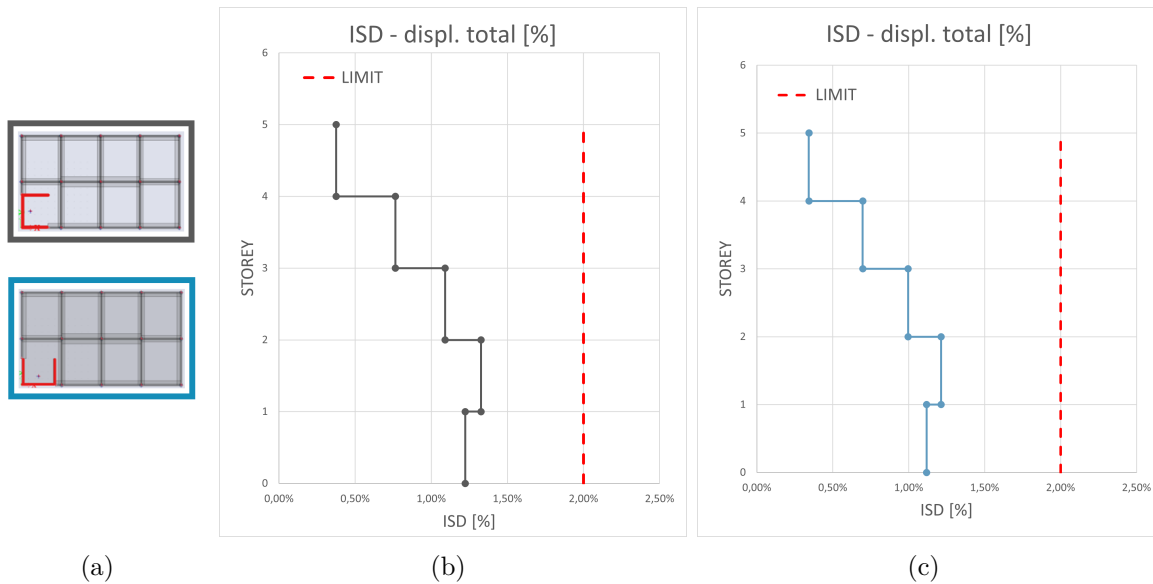 ISD - displ. total [%]
6
5
4
3
2
1
0
STOREY
LIMIT
0,00%
0,50%
1,00%
1,50%
2,00%
2,50%
ISD [%]
ISD - displ. total [%]
6
5
4
3
2
1
0
STOREY
LIMIT
0,00%
0,50%
1,00%
1,50%
2,00%
2,50%
ISD [%]
(a)
(b)
(c)